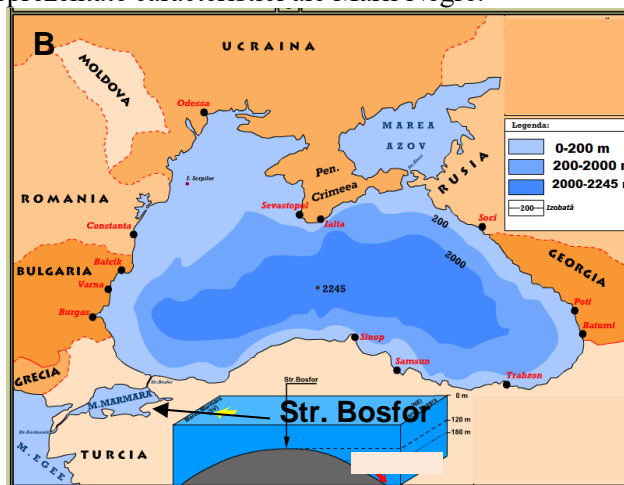 B
UCRAINA
MOLDOVA
Odessa
MAREA
AZOV
Legenda:
0-200 m
200-2000
2000-2245
200 Izobată
I. Serpilor
Pen.
Crimeea
RUSIA
ROMANIA
Sevastopol
Ialta
200
Soci
Constanta
2000
GEORGIA
BULGARIA
Balcik
Varna
2245
Burgas
Poti
Batumi
Sinop
GRECIA
Samsun
Trabzon
Str.Bosfor
Str.Bosfor
M.MARMARA
0 m
Str. Bosfor
120 m
180 m
M.EGEE
TURCIA